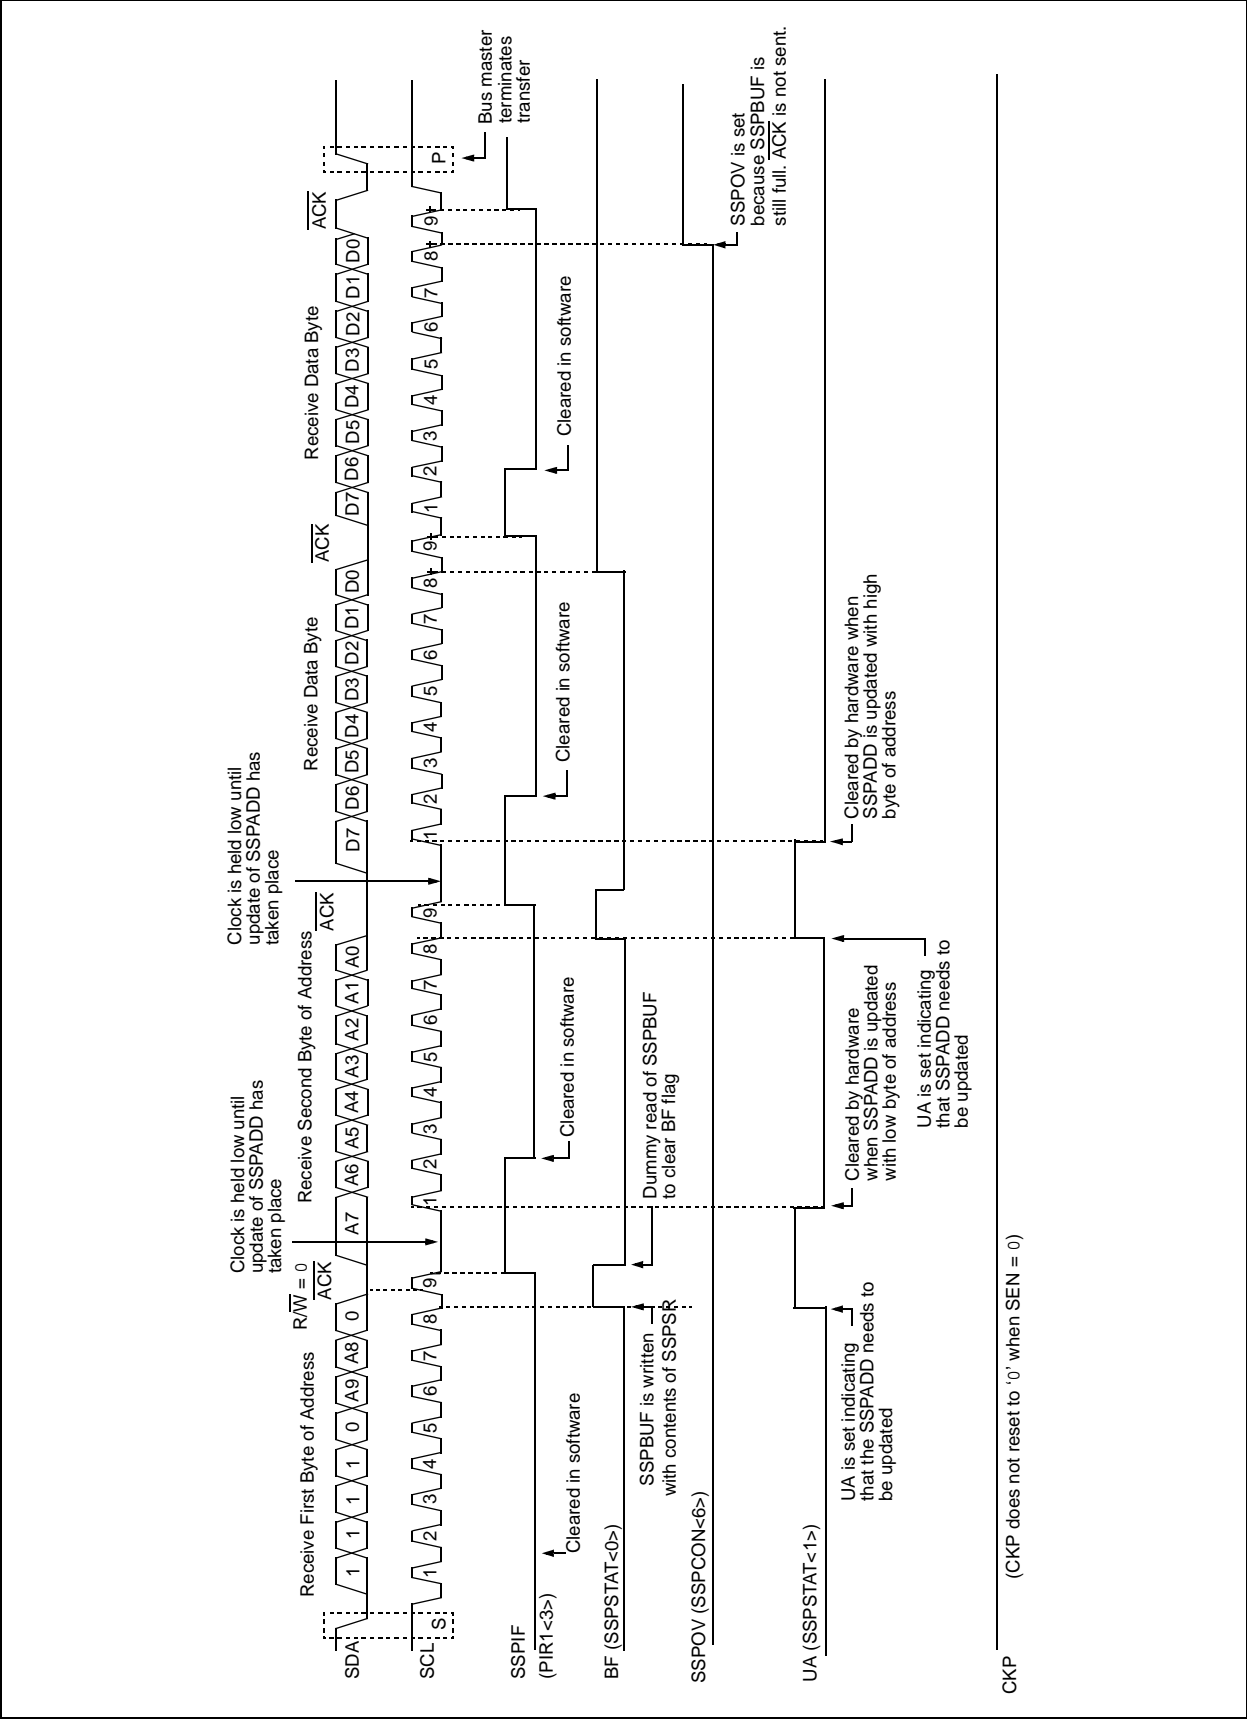 Clock is held low until
update of SSPADD has
taken place
Clock is held low until
update of SSPADD has
taken place
R/W = 0
Receive First Byte of Address
ACK
Receive Second Byte of Address
ACK
Receive Data Byte
ACK
Receive Data Byte
ACK
SDA
1 1 1 1 0 A9 A8 0
A7 A6 A5 A4 A3 A2 A1 A0
D7 D6 D5 D4 D3 D2 D1 D0
D7 D6 D5 D4 D3 D2 D1 D0
SCL
S
1 2 3 4 5 6 7 8 9
1 2 3 4 5 6 7 8 9
1 2 3 4 5 6 7 8 9
1 2 3 4 5 6 7 8 9
P
Bus master
terminates
transfer
SSPIF
(PIR1<3>)
Cleared in software
Cleared in software
Cleared in software
Cleared in software
BF (SSPSTAT<0>)
SSPBUF is written
with contents of SSPSR
Dummy read of SSPBUF
to clear BF flag
SSPOV (SSPCON<6>)
SSPOV is set
because SSPBUF is
still full. ACK is not sent.
UA (SSPSTAT<1>)
UA is set indicating
that the SSPADD needs to
be updated
Cleared by hardware
when SSPADD is updated
with low byte of address
UA is set indicating
that SSPADD needs to
be updated
Cleared by hardware when
SSPADD is updated with high
byte of address
CKP
(CKP does not reset to ‘0’ when SEN = 0)